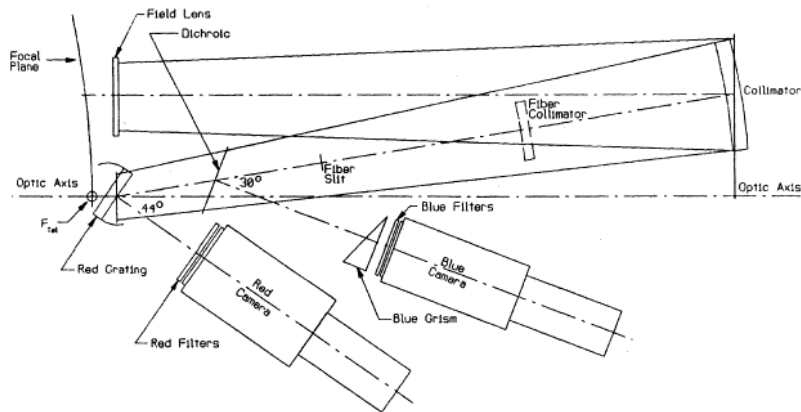 Field Lens
Dichroic
Focal
Plane
Collimator
Fiber
Collimator
Fiber
Slit
30°
Optic Axis
Optic Axis
44°
F Tel
Blue Filters
Red Grating
Red
Camera
Blue
Camera
Blue Grism
Red Filters